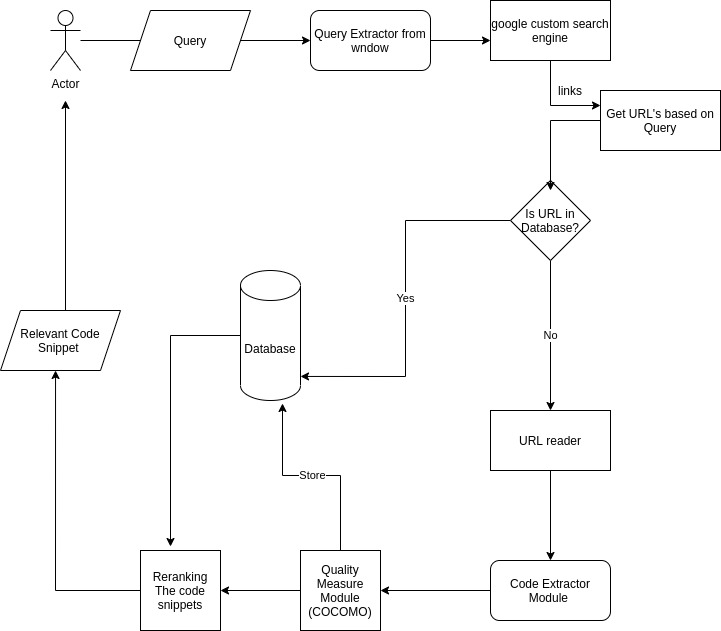 Actor
Query
Query Extractor from
wndow
google custom search
engine
links
Get URL's based on
Query
Is URL in
Database?
Yes
No
Database
Relevant Code
Snippet
URL reader
Store
Reranking
The code
snippets
Quality
Measure
Module
(COCOMO)
Code Extractor
Module